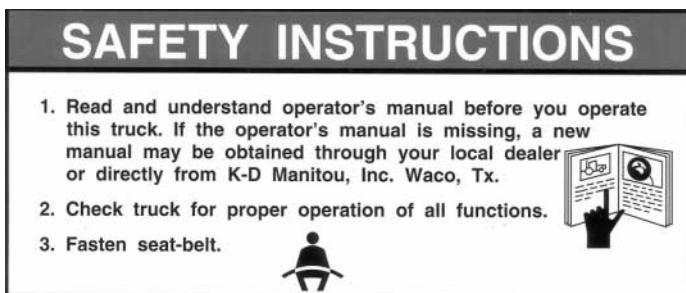 SAFETY INSTRUCTIONS
1. Read and understand operator's manual before you operate
this truck. If the operator's manual is missing, a new
manual may be obtained through your local dealer
or directly from K-D Manitou, Inc. Waco, Tx.
2. Check truck for proper operation of all functions.
3. Fasten seat-belt.